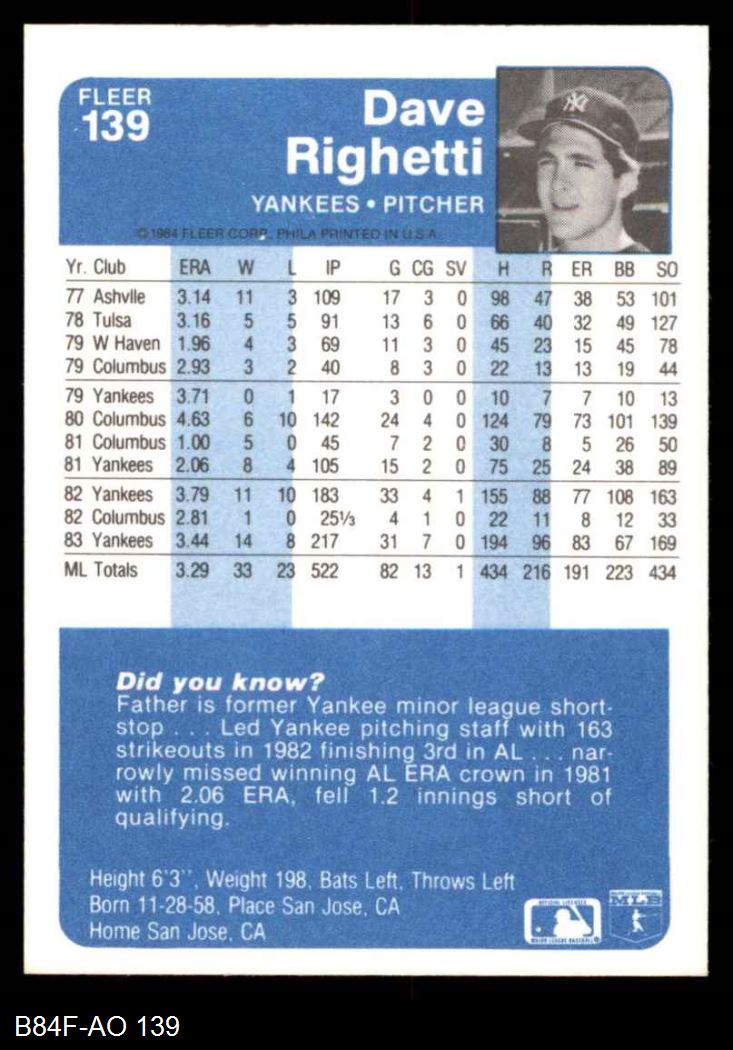 FLEER
139
Dave
Righetti
YANKEES • PITCHER
© 1984 FLEER CORP., PHILA PRINTED IN U.S.A.
Yr. Club ERA W L IP G CG SV H R ER BB SO
77 Ashvlle 3.14 11 3 109 17 3 0 98 47 38 53 101
78 Tulsa 3.16 5 5 91 13 6 0 66 40 32 49 127
79 W Haven 1.96 4 3 69 11 3 0 45 23 15 45 78
79 Columbus 2.93 3 2 40 8 3 0 22 13 13 19 44
79 Yankees 3.71 0 1 17 3 0 0 10 7 7 10 13
80 Columbus 4.63 6 10 142 24 4 0 124 79 73 101 139
81 Columbus 1.00 5 0 45 7 2 0 30 8 5 26 50
81 Yankees 2.06 8 4 105 15 2 0 75 25 24 38 89
82 Yankees 3.79 11 10 183 33 4 1 155 88 77 108 163
82 Columbus 2.81 1 0 25⅓ 4 1 0 22 11 8 12 33
83 Yankees 3.44 14 8 217 31 7 0 194 96 83 67 169
ML Totals 3.29 33 23 522 82 13 1 434 216 191 223 434
Did you know?
Father is former Yankee minor league short-
stop . . . Led Yankee pitching staff with 163
strikeouts in 1982 finishing 3rd in AL . . . nar-
rowly missed winning AL ERA crown in 1981
with 2.06 ERA, fell 1.2 innings short of
qualifying.
Height 6'3'', Weight 198, Bats Left, Throws Left
Born 11-28-58, Place San Jose, CA
Home San Jose, CA
OFFICIAL LICENSEE
MAJOR LEAGUE BASEBALL
MLB
B84F-AO 139